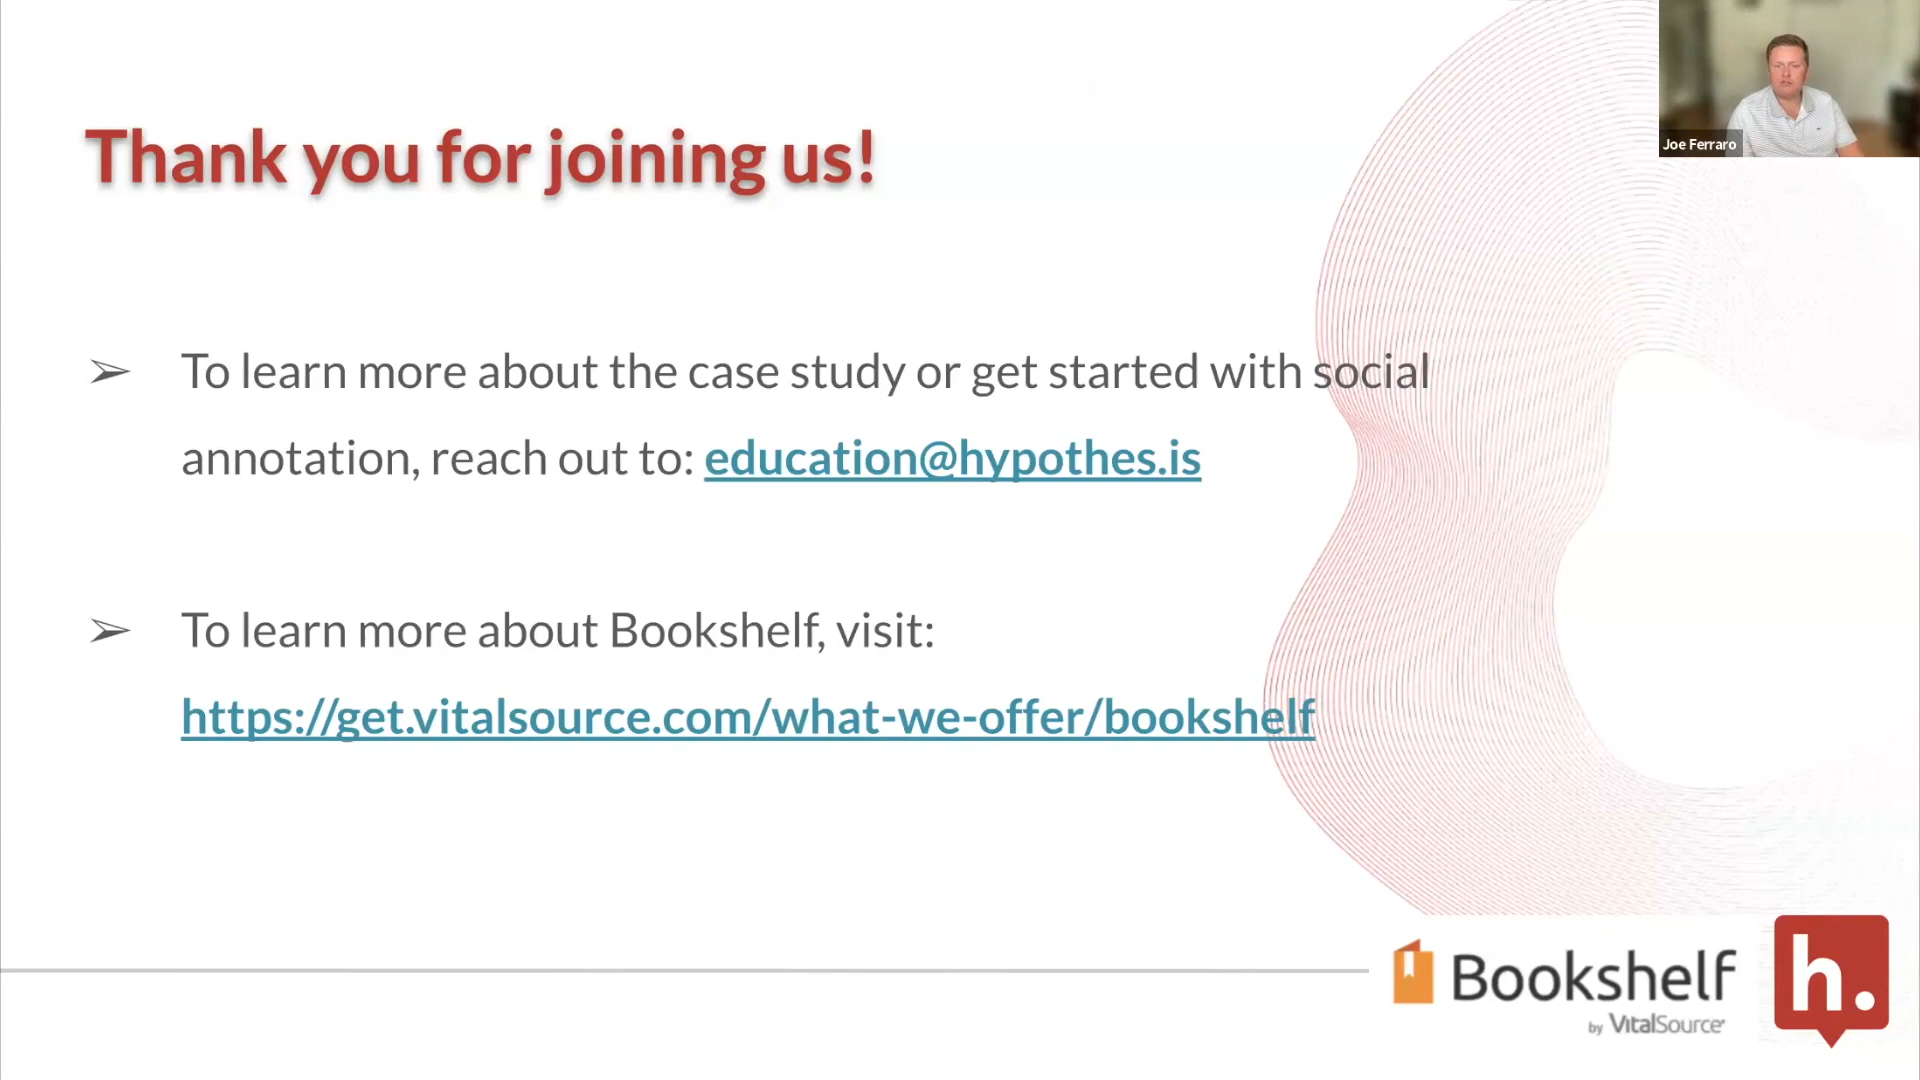 Joe Ferraro
Thank you for joining us!
➢ To learn more about the case study or get started with social
annotation, reach out to: education@hypothes.is
➢ To learn more about Bookshelf, visit:
https://get.vitalsource.com/what-we-offer/bookshelf
Bookshelf
by VitalSource
h.